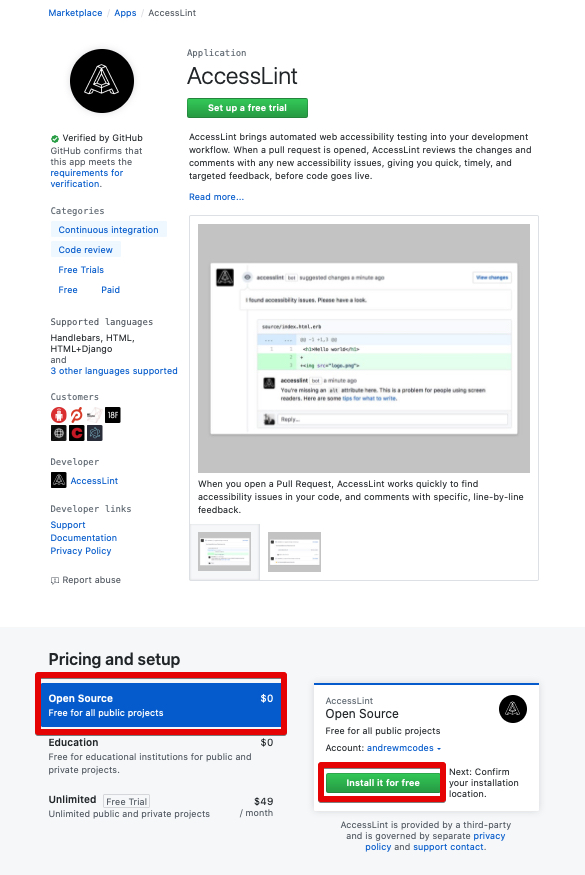 Marketplace / Apps / AccessLint
Application
AccessLint
Set up a free trial
Verified by GitHub
GitHub confirms that
this app meets the
requirements for
verification.
Categories
Continuous integration
Code review
Free Trials
Free Paid
Supported languages
Handlebars, HTML,
HTML+Django
and
3 other languages supported
Customers
18F
Developer
AccessLint
Developer links
Support
Documentation
Privacy Policy
Report abuse
AccessLint brings automated web accessibility testing into your development
workflow. When a pull request is opened, AccessLint reviews the changes and
comments with any new accessibility issues, giving you quick, timely, and
targeted feedback, before code goes live.
Read more...
accesslint bot suggested changes a minute ago
View changes
I found accessibility issues. Please have a look.
source/index.html.erb
... ... @@ -1 +1,3 @@
1 1 <h1>Hello world</h1>
2 +
3 +<img src="logo.png">
accesslint bot a minute ago
You're missing an alt attribute here. This is a problem for people using screen
readers. Here are some tips for what to write.
Reply...
When you open a Pull Request, AccessLint works quickly to find
accessibility issues in your code, and comments with specific, line-by-line
feedback.
Pricing and setup
Open Source $0
Free for all public projects
Education $0
Free for educational institutions for public and
private projects.
Unlimited Free Trial $49
Unlimited public and private projects / month
AccessLint
Open Source
Free for all public projects
Account: andrewmcodes
Install it for free
Next: Confirm
your installation
location.
AccessLint is provided by a third-party
and is governed by separate privacy
policy and support contact.